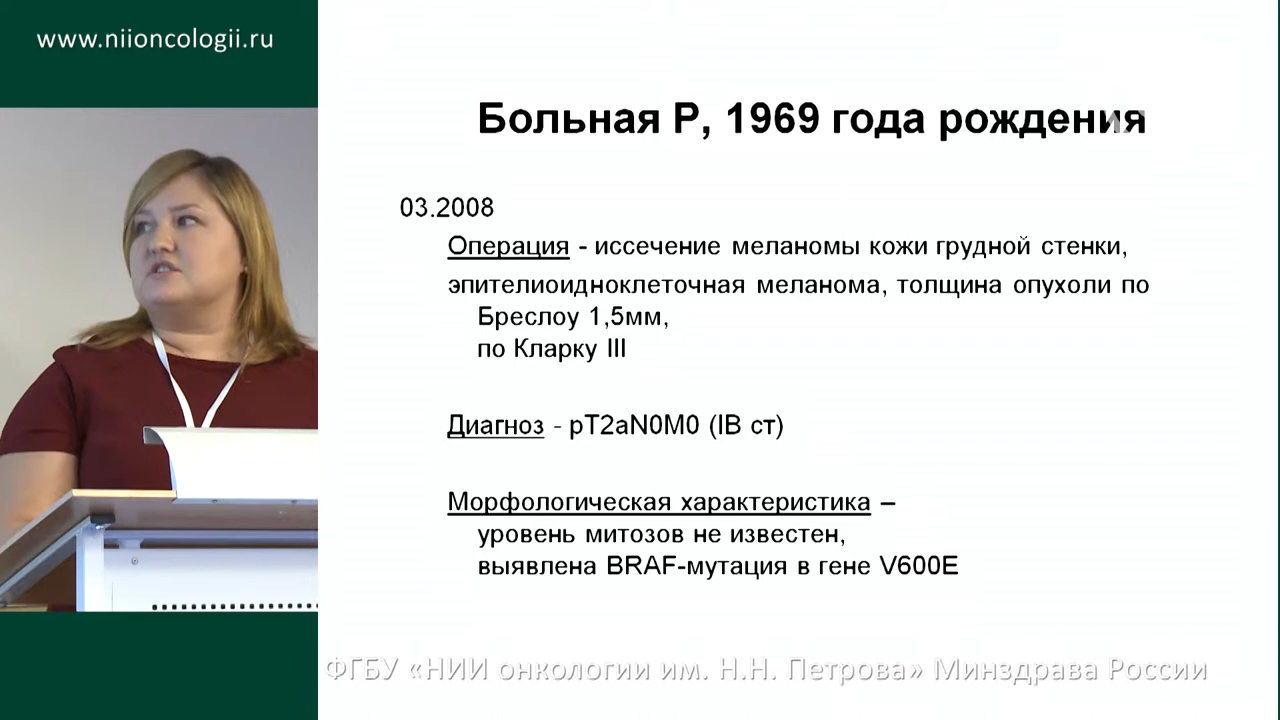 www.niioncologii.ru
Больная Р, 1969 года рождения
03.2008
Операция - иссечение меланомы кожи грудной стенки,
эпителиоидноклеточная меланома, толщина опухоли по
Бреслоу 1,5мм,
по Кларку III
Диагноз - pT2aN0M0 (IB ст)
Морфологическая характеристика –
уровень митозов не известен,
выявлена BRAF-мутация в гене V600E
ФГБУ «НИИ онкологии им. Н.Н. Петрова» Минздрава России